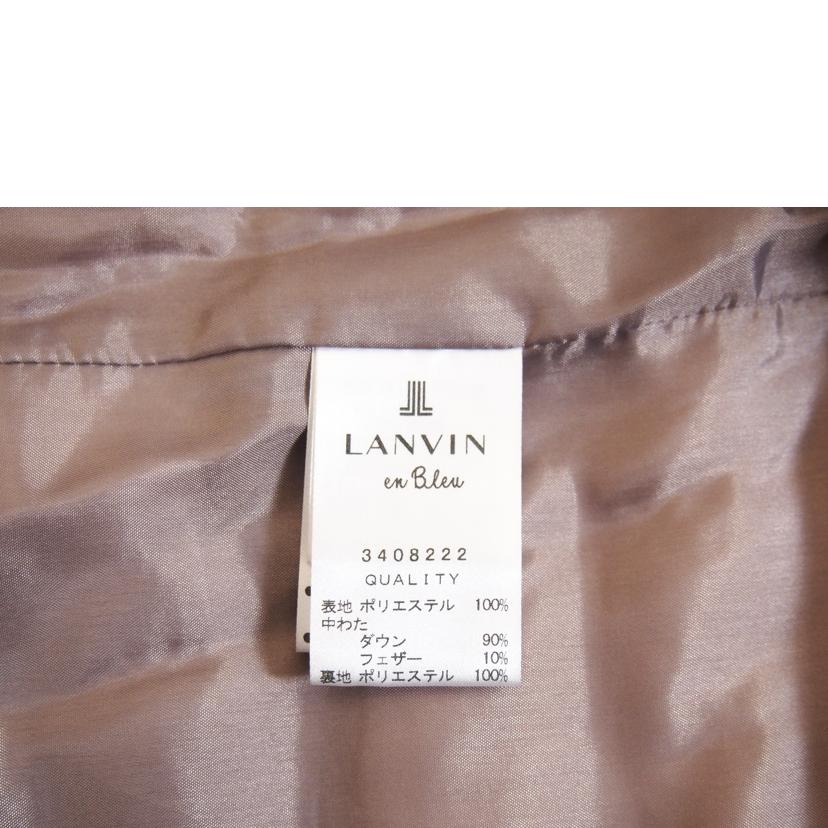 LANVIN
en Bleu
3408222
QUALITY
表地 ポリエステル 100%
中わた
ダウン 90%
フェザー 10%
裏地 ポリエステル 100%